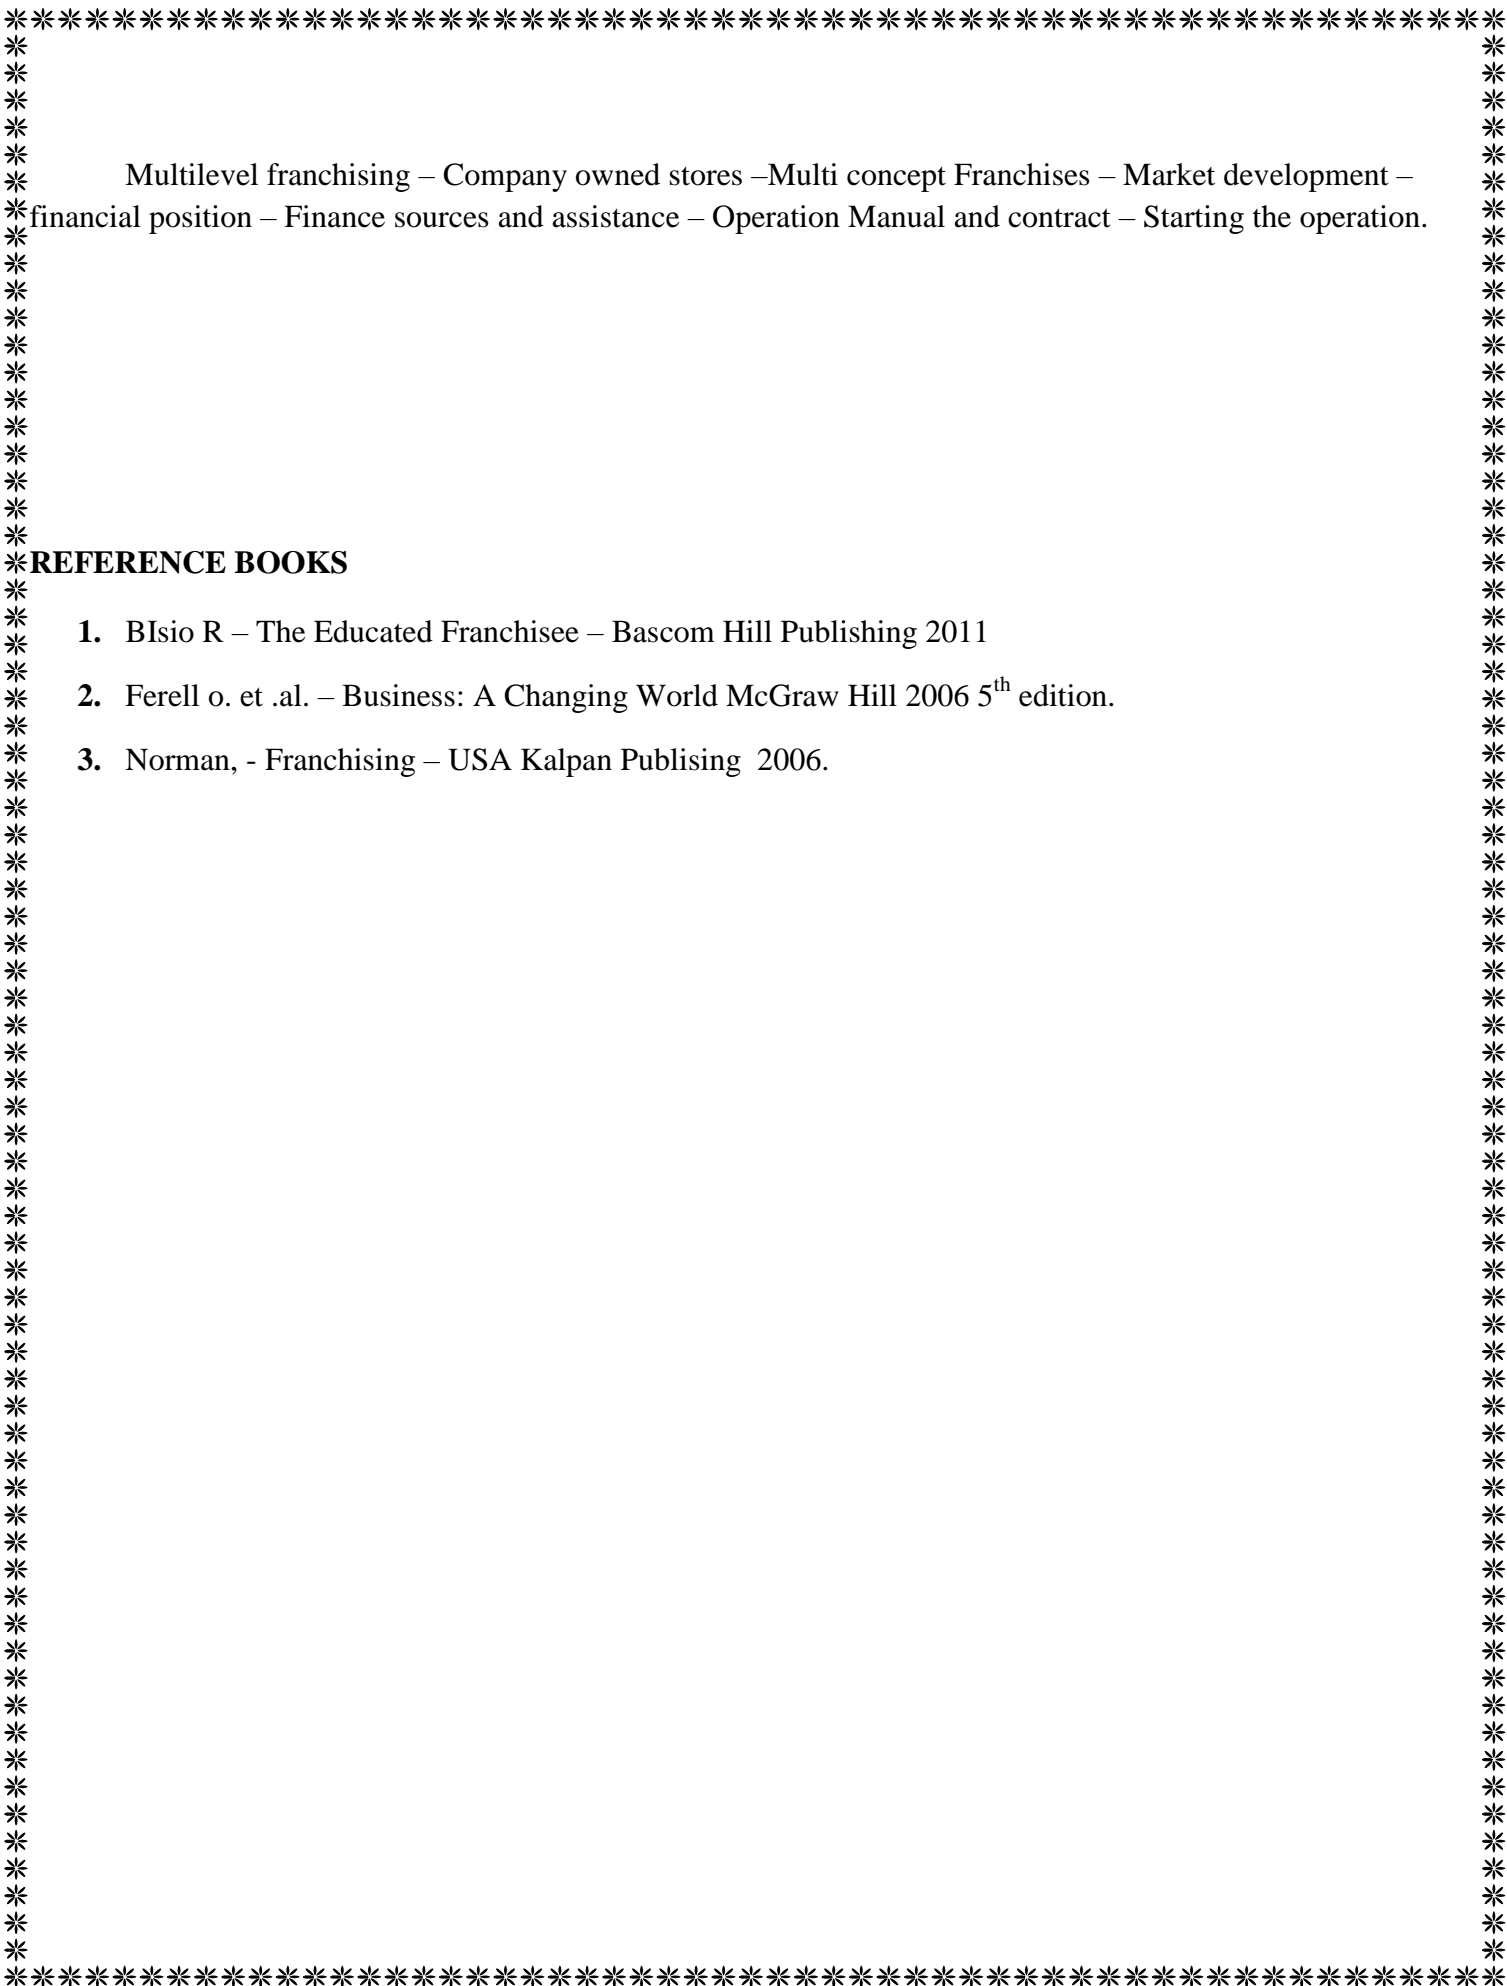 Multilevel franchising – Company owned stores –Multi concept Franchises – Market development –
financial position – Finance sources and assistance – Operation Manual and contract – Starting the operation.
REFERENCE BOOKS
1. BIsio R – The Educated Franchisee – Bascom Hill Publishing 2011
2. Ferell o. et .al. – Business: A Changing World McGraw Hill 2006 5th edition.
3. Norman, - Franchising – USA Kalpan Publising  2006.